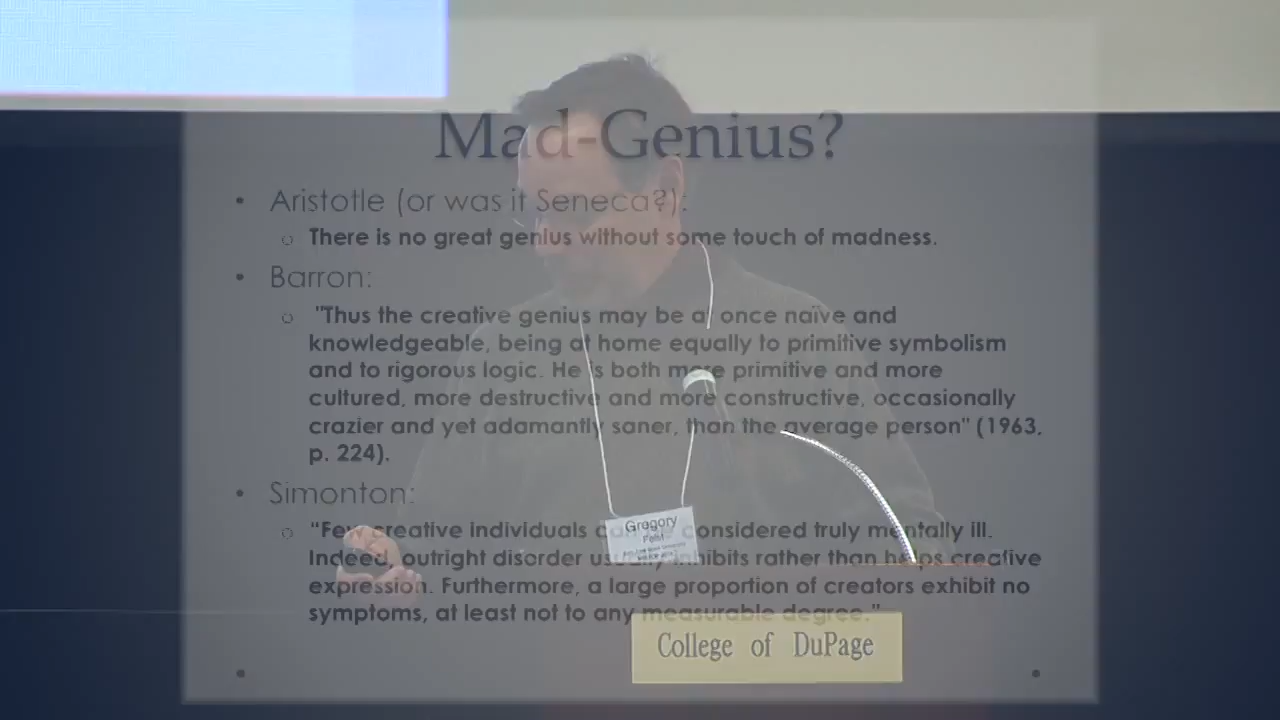 Mad-Genius?
• Aristotle (or was it Seneca?):
o There is no great genius without some touch of madness.
• Barron:
o "Thus the creative genius may be at once naïve and
knowledgeable, being at home equally to primitive symbolism
and to rigorous logic. He is both more primitive and more
cultured, more destructive and more constructive, occasionally
crazier and yet adamantly saner, than the average person" (1963,
p. 224).
• Simonton:
o “Few creative individuals considered truly mentally ill.
Indeed, outright disorder usually inhibits rather than helps creative
expression. Furthermore, a large proportion of creators exhibit no
symptoms, at least not to any measurable degree."
Gregory
Feist
College of DuPage